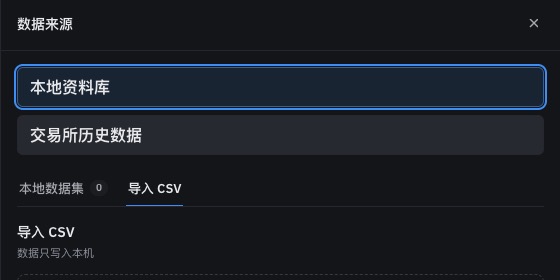 数据来源 ×
本地资料库
交易所历史数据
本地数据集 0 导入 CSV
导入 CSV
数据只写入本机